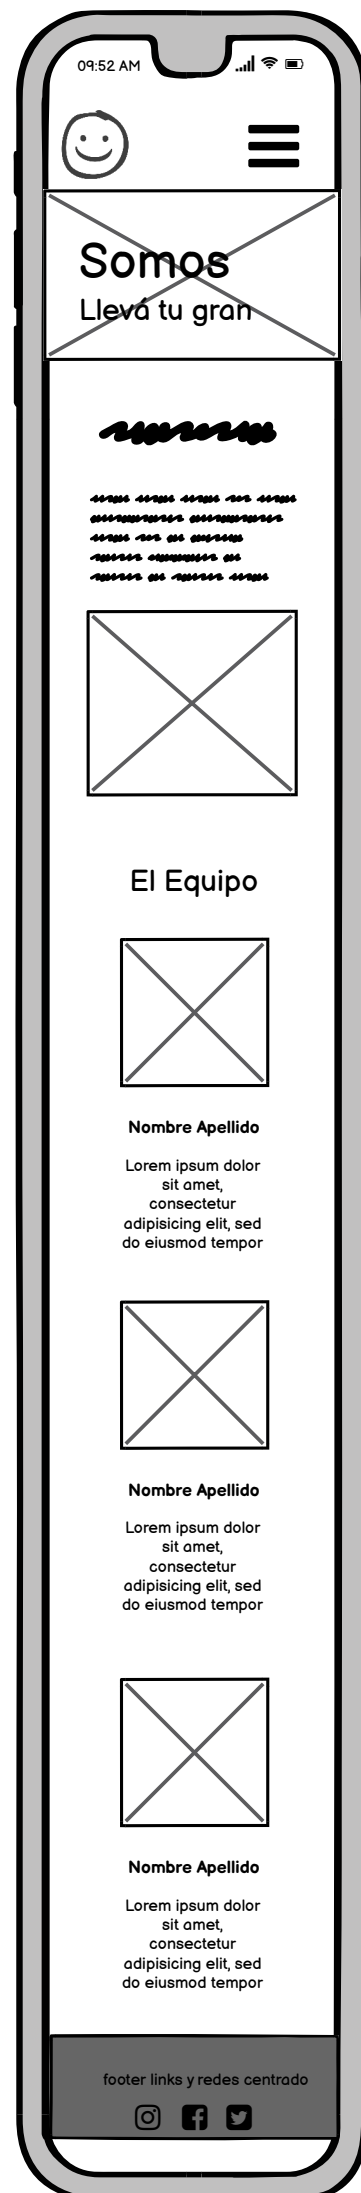 09:52 AM
Somos
Llevá tu gran
El Equipo
Nombre Apellido
Lorem ipsum dolor
sit amet,
consectetur
adipisicing elit, sed
do eiusmod tempor
Nombre Apellido
Lorem ipsum dolor
sit amet,
consectetur
adipisicing elit, sed
do eiusmod tempor
Nombre Apellido
Lorem ipsum dolor
sit amet,
consectetur
adipisicing elit, sed
do eiusmod tempor
footer links y redes centrado